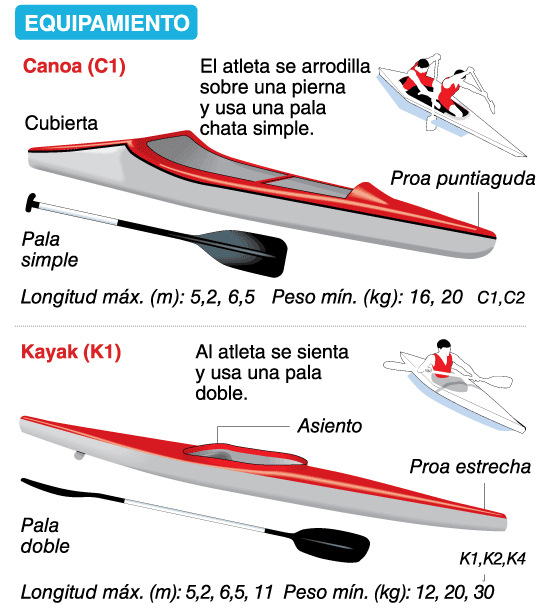 EQUIPAMIENTO
Canoa (C1)
El atleta se arrodilla
sobre una pierna
y usa una pala
chata simple.
Cubierta
Proa puntiaguda
Pala
simple
Longitud máx. (m): 5,2, 6,5 Peso mín. (kg): 16, 20 C1,C2
Kayak (K1)
Al atleta se sienta
y usa una pala
doble.
Asiento
Proa estrecha
Pala
doble
K1,K2,K4
Longitud máx. (m): 5,2, 6,5, 11 Peso mín. (kg): 12, 20, 30